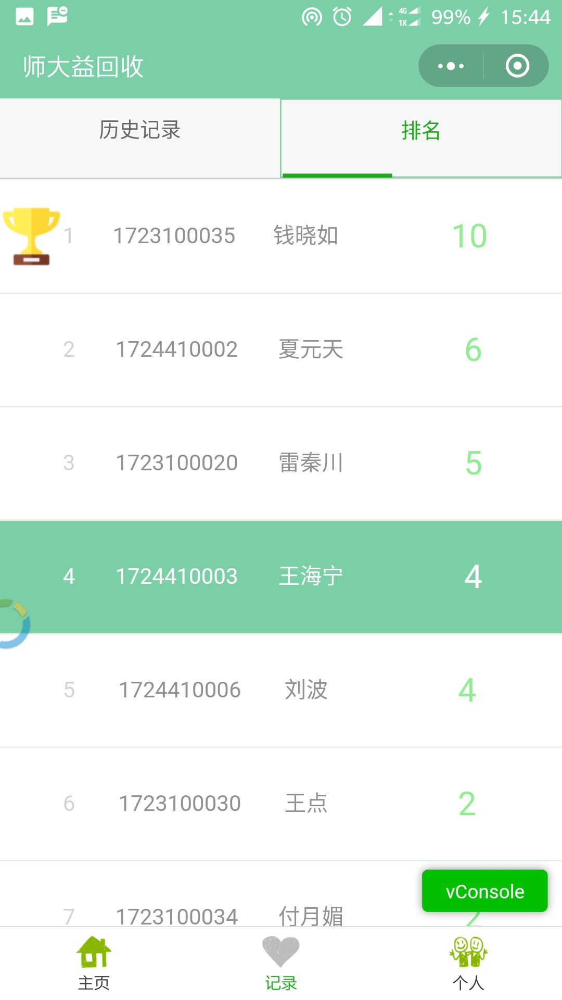 4G 1X 99% 15:44
师大益回收
历史记录 排名
1 1723100035 钱晓如 10
2 1724410002 夏元天 6
3 1723100020 雷秦川 5
4 1724410003 王海宁 4
5 1724410006 刘波 4
6 1723100030 王点 2
vConsole
7 1723100034 付月媚 2
主页 记录 个人